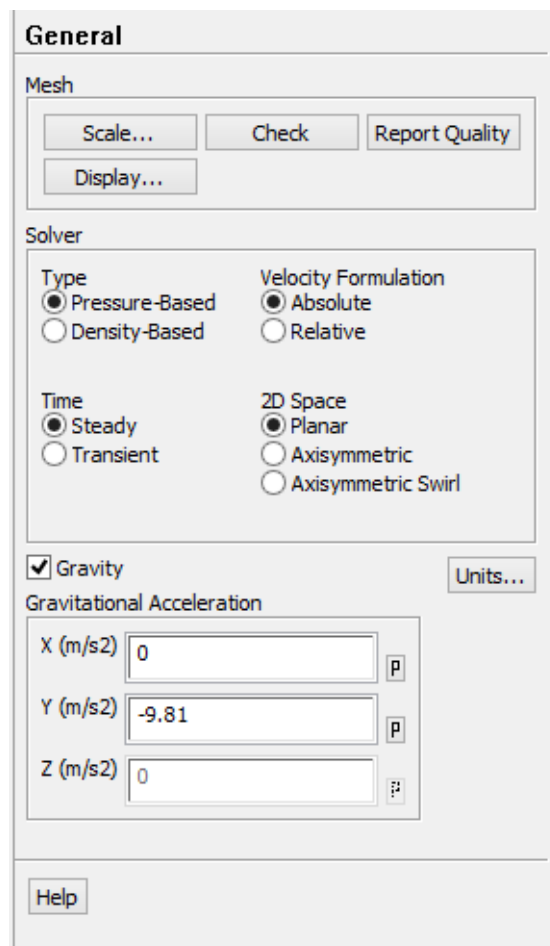 General
Mesh
Scale... Check Report Quality
Display...
Solver
Type Velocity Formulation
Pressure-Based Absolute
Density-Based Relative
Time 2D Space
Steady Planar
Transient Axisymmetric
Axisymmetric Swirl
Gravity Units...
Gravitational Acceleration
X (m/s2) 0 P
Y (m/s2) -9.81 P
Z (m/s2) 0 P
Help